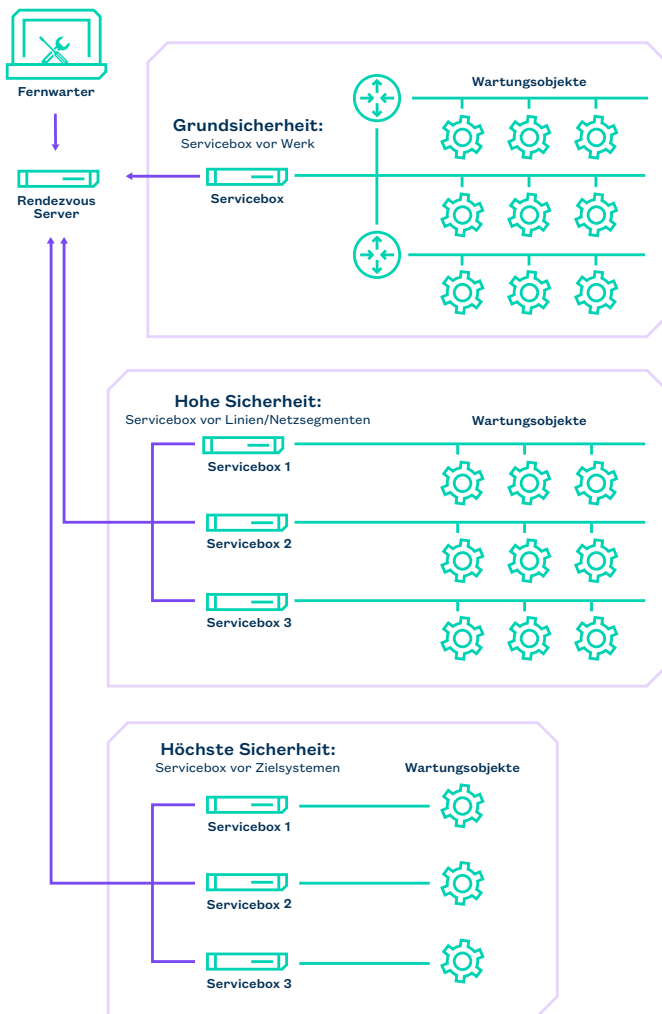 Fernwarter
Rendezvous
Server
Grundsicherheit:
Servicebox vor Werk
Servicebox
Wartungsobjekte
Hohe Sicherheit:
Servicebox vor Linien/Netzsegmenten
Wartungsobjekte
Servicebox 1
Servicebox 2
Servicebox 3
Höchste Sicherheit:
Servicebox vor Zielsystemen
Wartungsobjekte
Servicebox 1
Servicebox 2
Servicebox 3